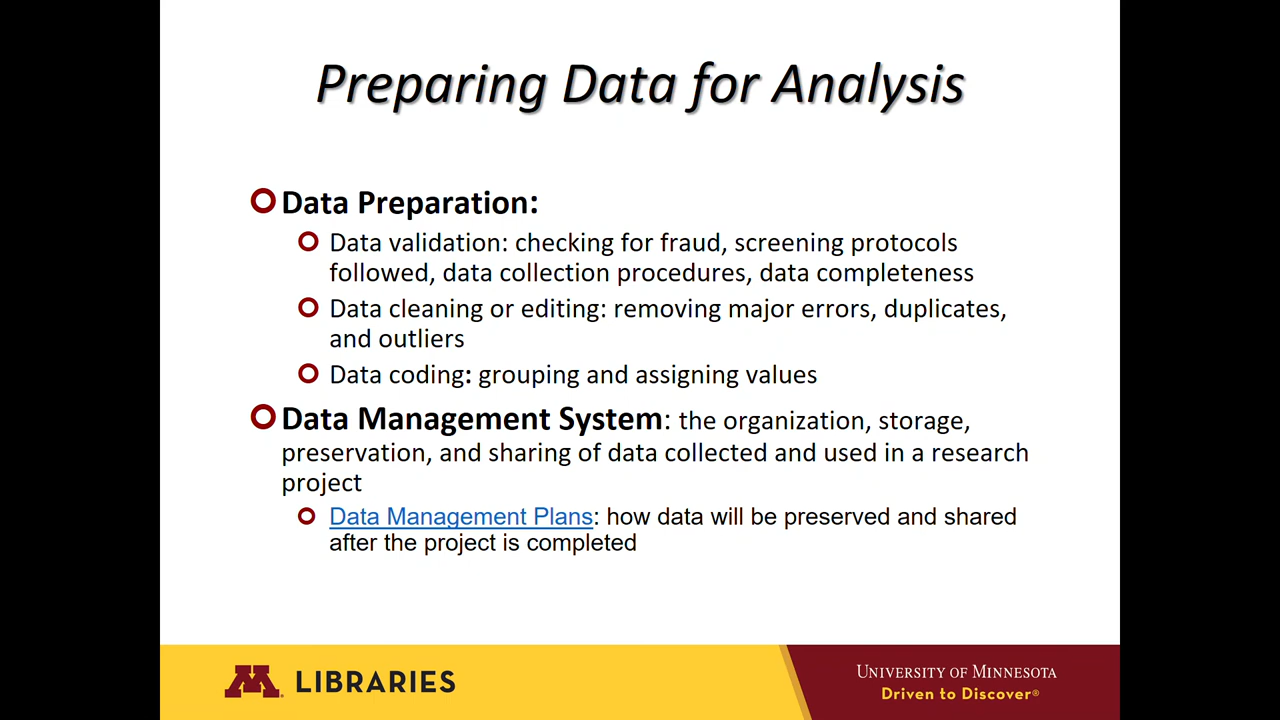 Preparing Data for Analysis
Data Preparation:
Data validation: checking for fraud, screening protocols
followed, data collection procedures, data completeness
Data cleaning or editing: removing major errors, duplicates,
and outliers
Data coding: grouping and assigning values
Data Management System: the organization, storage,
preservation, and sharing of data collected and used in a research
project
Data Management Plans: how data will be preserved and shared
after the project is completed
M LIBRARIES
UNIVERSITY OF MINNESOTA
Driven to Discover®